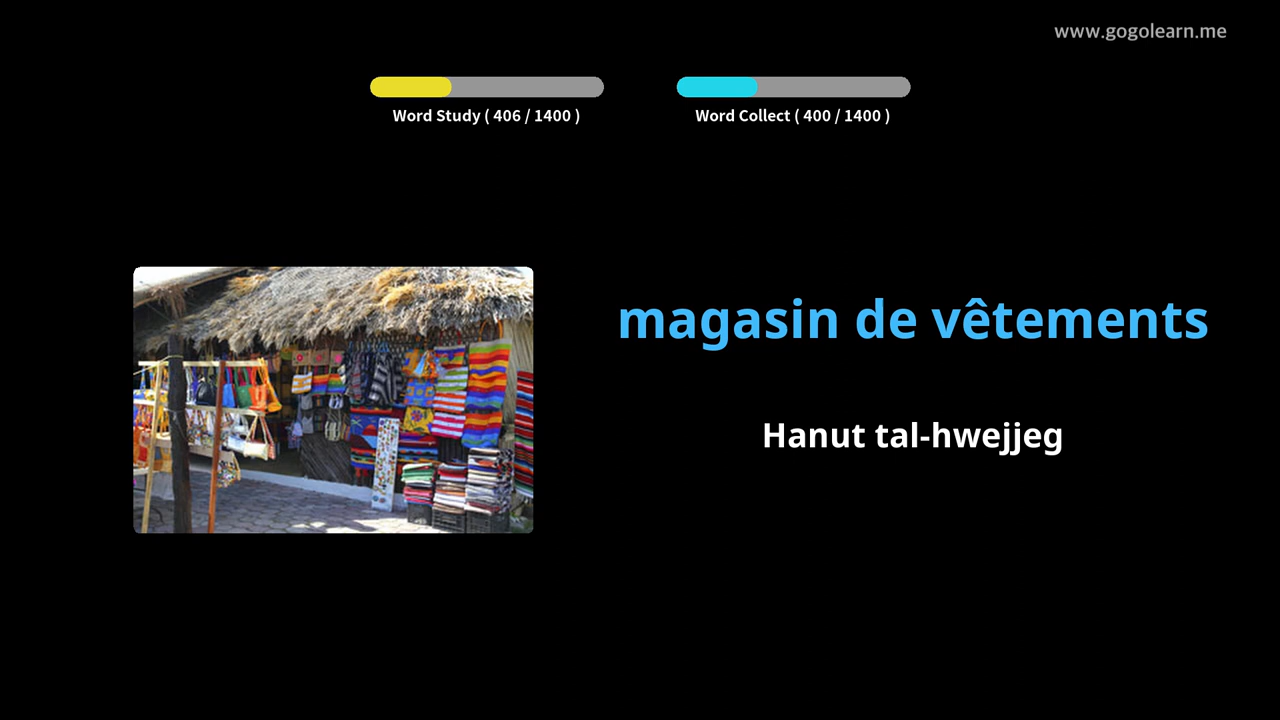 www.gogolearn.me
Word Study ( 406 / 1400 )
Word Collect ( 400 / 1400 )
magasin de vêtements
Hanut tal-hwejjeg